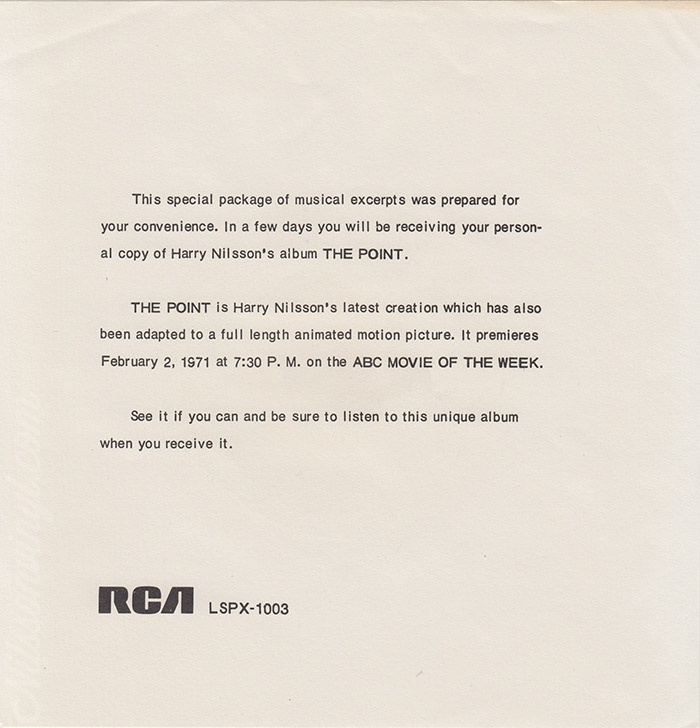 This special package of musical excerpts was prepared for
your convenience. In a few days you will be receiving your person-
al copy of Harry Nilsson's album THE POINT.
THE POINT is Harry Nilsson's latest creation which has also
been adapted to a full length animated motion picture. It premieres
February 2, 1971 at 7:30 P. M. on the ABC MOVIE OF THE WEEK.
See it if you can and be sure to listen to this unique album
when you receive it.
RCA LSPX-1003